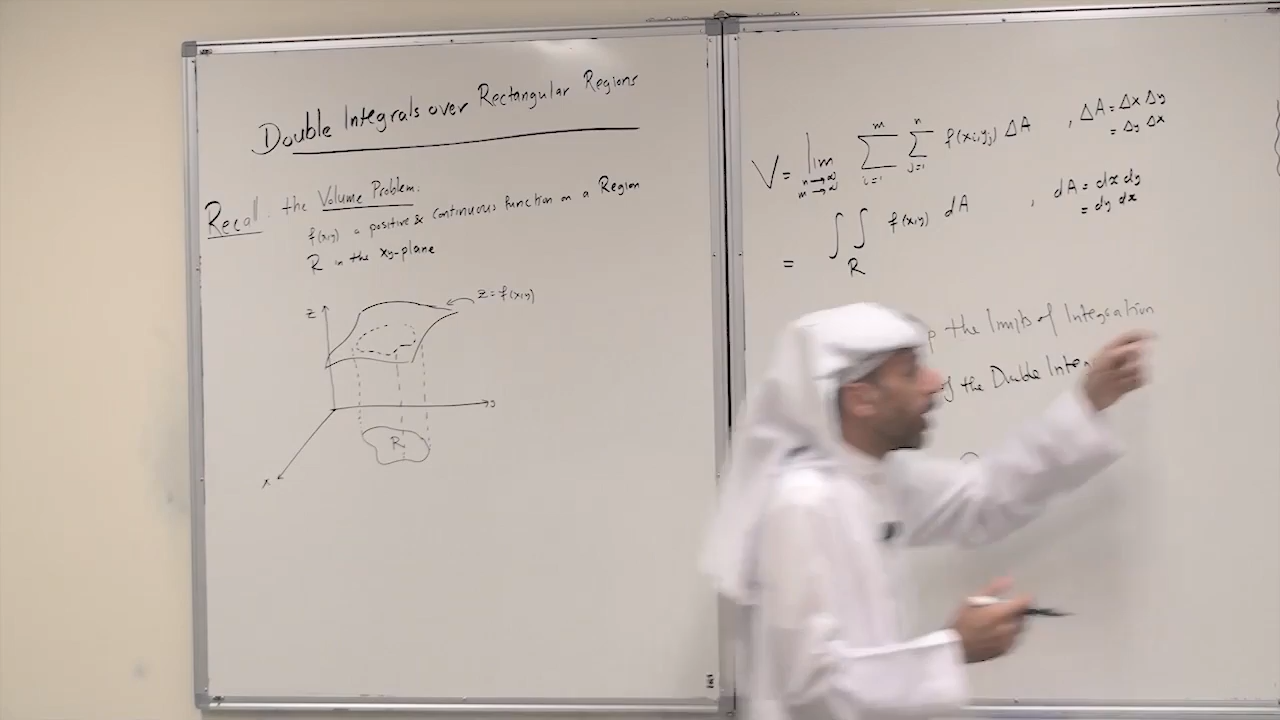 Double Integrals over Rectangular Regions
Recall: the Volume Problem:
f(x,y) a positive & continuous function on a Region
R in the xy-plane
z
z = f(x,y)
y
R
x
V = lim n→∞ m→∞ ∑ i=1 m ∑ j=1 n f(xi,yj) ΔA , ΔA = Δx Δy
= Δy Δx
= ∫∫ R f(x,y) dA , dA = dx dy
= dy dx
the limits of Integration
of the Double